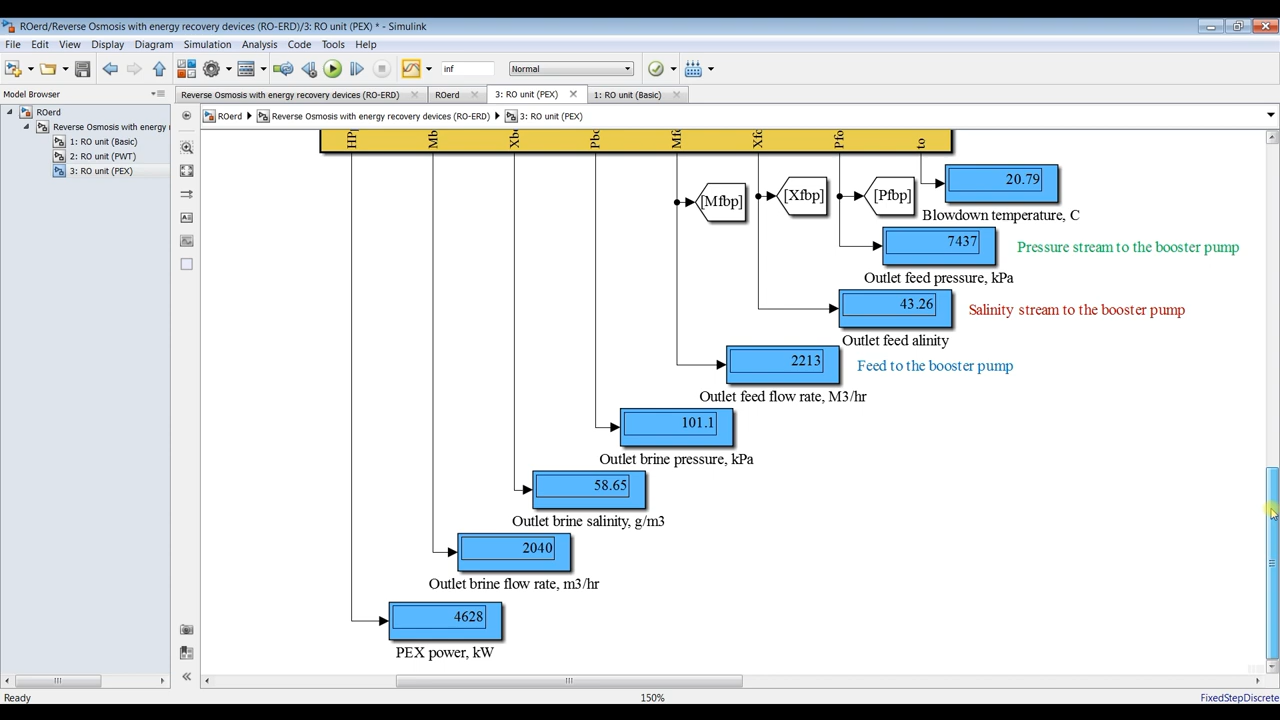 ROerd/Reverse Osmosis with energy recovery devices (RO-ERD)/3: RO unit (PEX) * - Simulink
File Edit View Display Diagram Simulation Analysis Code Tools Help
inf Normal
Model Browser
Reverse Osmosis with energy recovery devices (RO-ERD) ROerd 3: RO unit (PEX) 1: RO unit (Basic)
ROerd Reverse Osmosis with energy recovery devices (RO-ERD) 3: RO unit (PEX)
ROerd
Reverse Osmosis with energy
1: RO unit (Basic)
2: RO unit (PWT)
3: RO unit (PEX)
to
[Mfbp] [Xfbp] [Pfbp]
20.79
Blowdown temperature, C
7437
Pressure stream to the booster pump
Outlet feed pressure, kPa
43.26
Salinity stream to the booster pump
Outlet feed alinity
2213
Feed to the booster pump
Outlet feed flow rate, M3/hr
101.1
Outlet brine pressure, kPa
58.65
Outlet brine salinity, g/m3
2040
Outlet brine flow rate, m3/hr
4628
PEX power, kW
Ready 150% FixedStepDiscrete